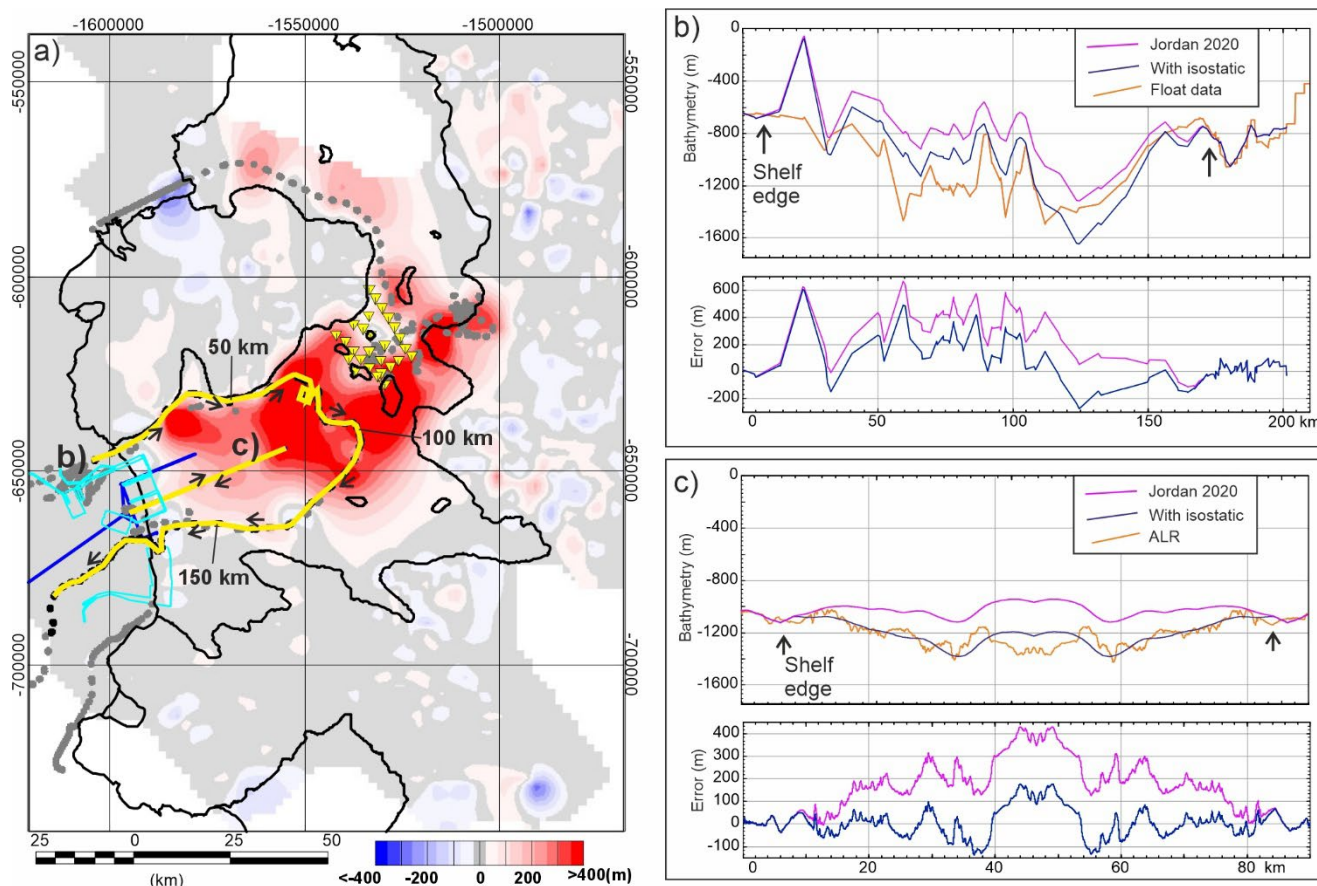 -1600000 -1550000 -1500000
a)
-550000
-600000
50 km
100 km
b)
c)
-650000
150 km
-700000
25 0 25 50
(km)
<-400 -200 0 200 >400(m)
b)
0
-400
-800
-1200
-1600
Bathymetry (m)
Jordan 2020
With isostatic
Float data
Shelf
edge
600
400
200
0
-200
Error (m)
0 50 100 150 200 km
c)
0
-400
-800
-1200
-1600
Bathymetry (m)
Jordan 2020
With isostatic
ALR
Shelf
edge
400
300
200
100
0
-100
Error (m)
0 20 40 60 80 km